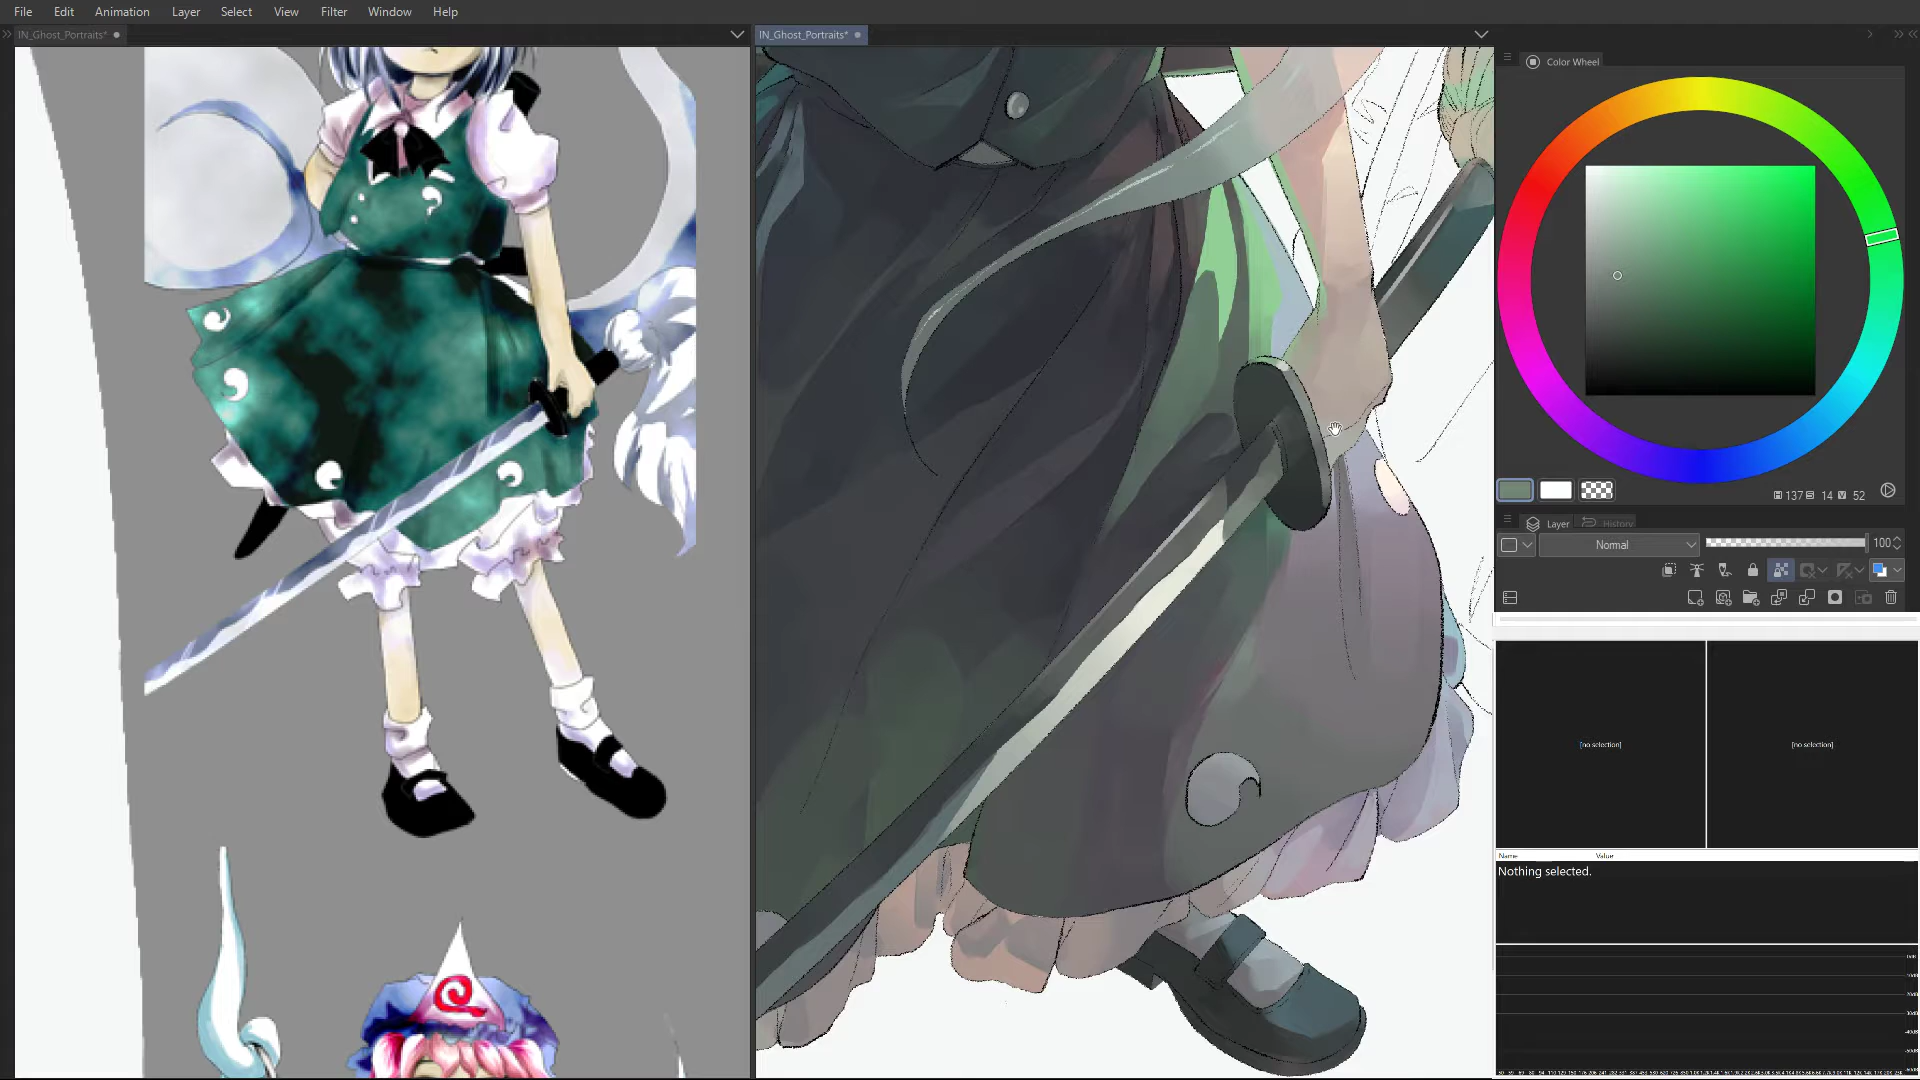 File Edit Animation Layer Select View Filter Window Help
IN_Ghost_Portraits*
IN_Ghost_Portraits*
Color Wheel
H 137 S 14 V 52
Layer History
Normal 100
[no selection] [no selection]
Name Value
Nothing selected.